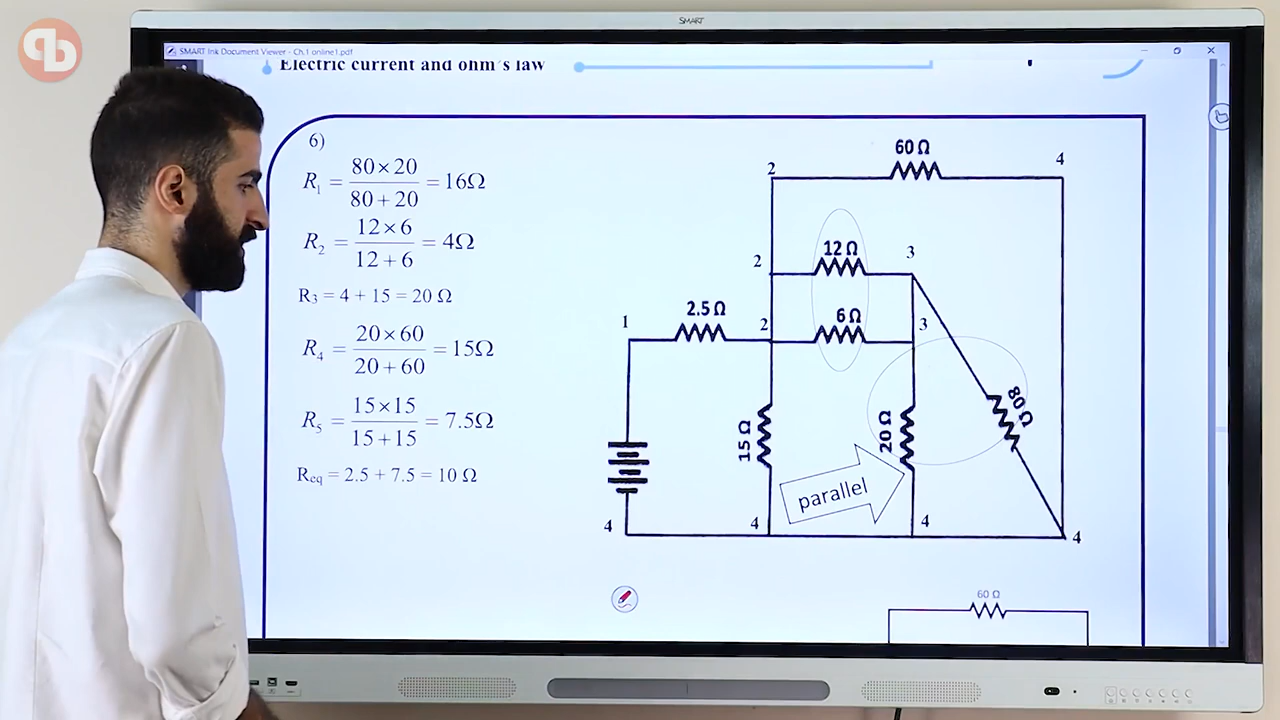 SMART
SMART Ink Document Viewer - Ch.1 online1.pdf
Electric current and ohm's law
6)
R₁ = 80×20 / 80+20 = 16Ω
R₂ = 12×6 / 12+6 = 4Ω
R₃ = 4 + 15 = 20 Ω
R₄ = 20×60 / 20+60 = 15Ω
R₅ = 15×15 / 15+15 = 7.5Ω
Req = 2.5 + 7.5 = 10 Ω
60 Ω
2
4
12 Ω
2
3
2.5 Ω
6 Ω
1
2
3
15 Ω
20 Ω
80 Ω
parallel
4
4
4
4
60 Ω